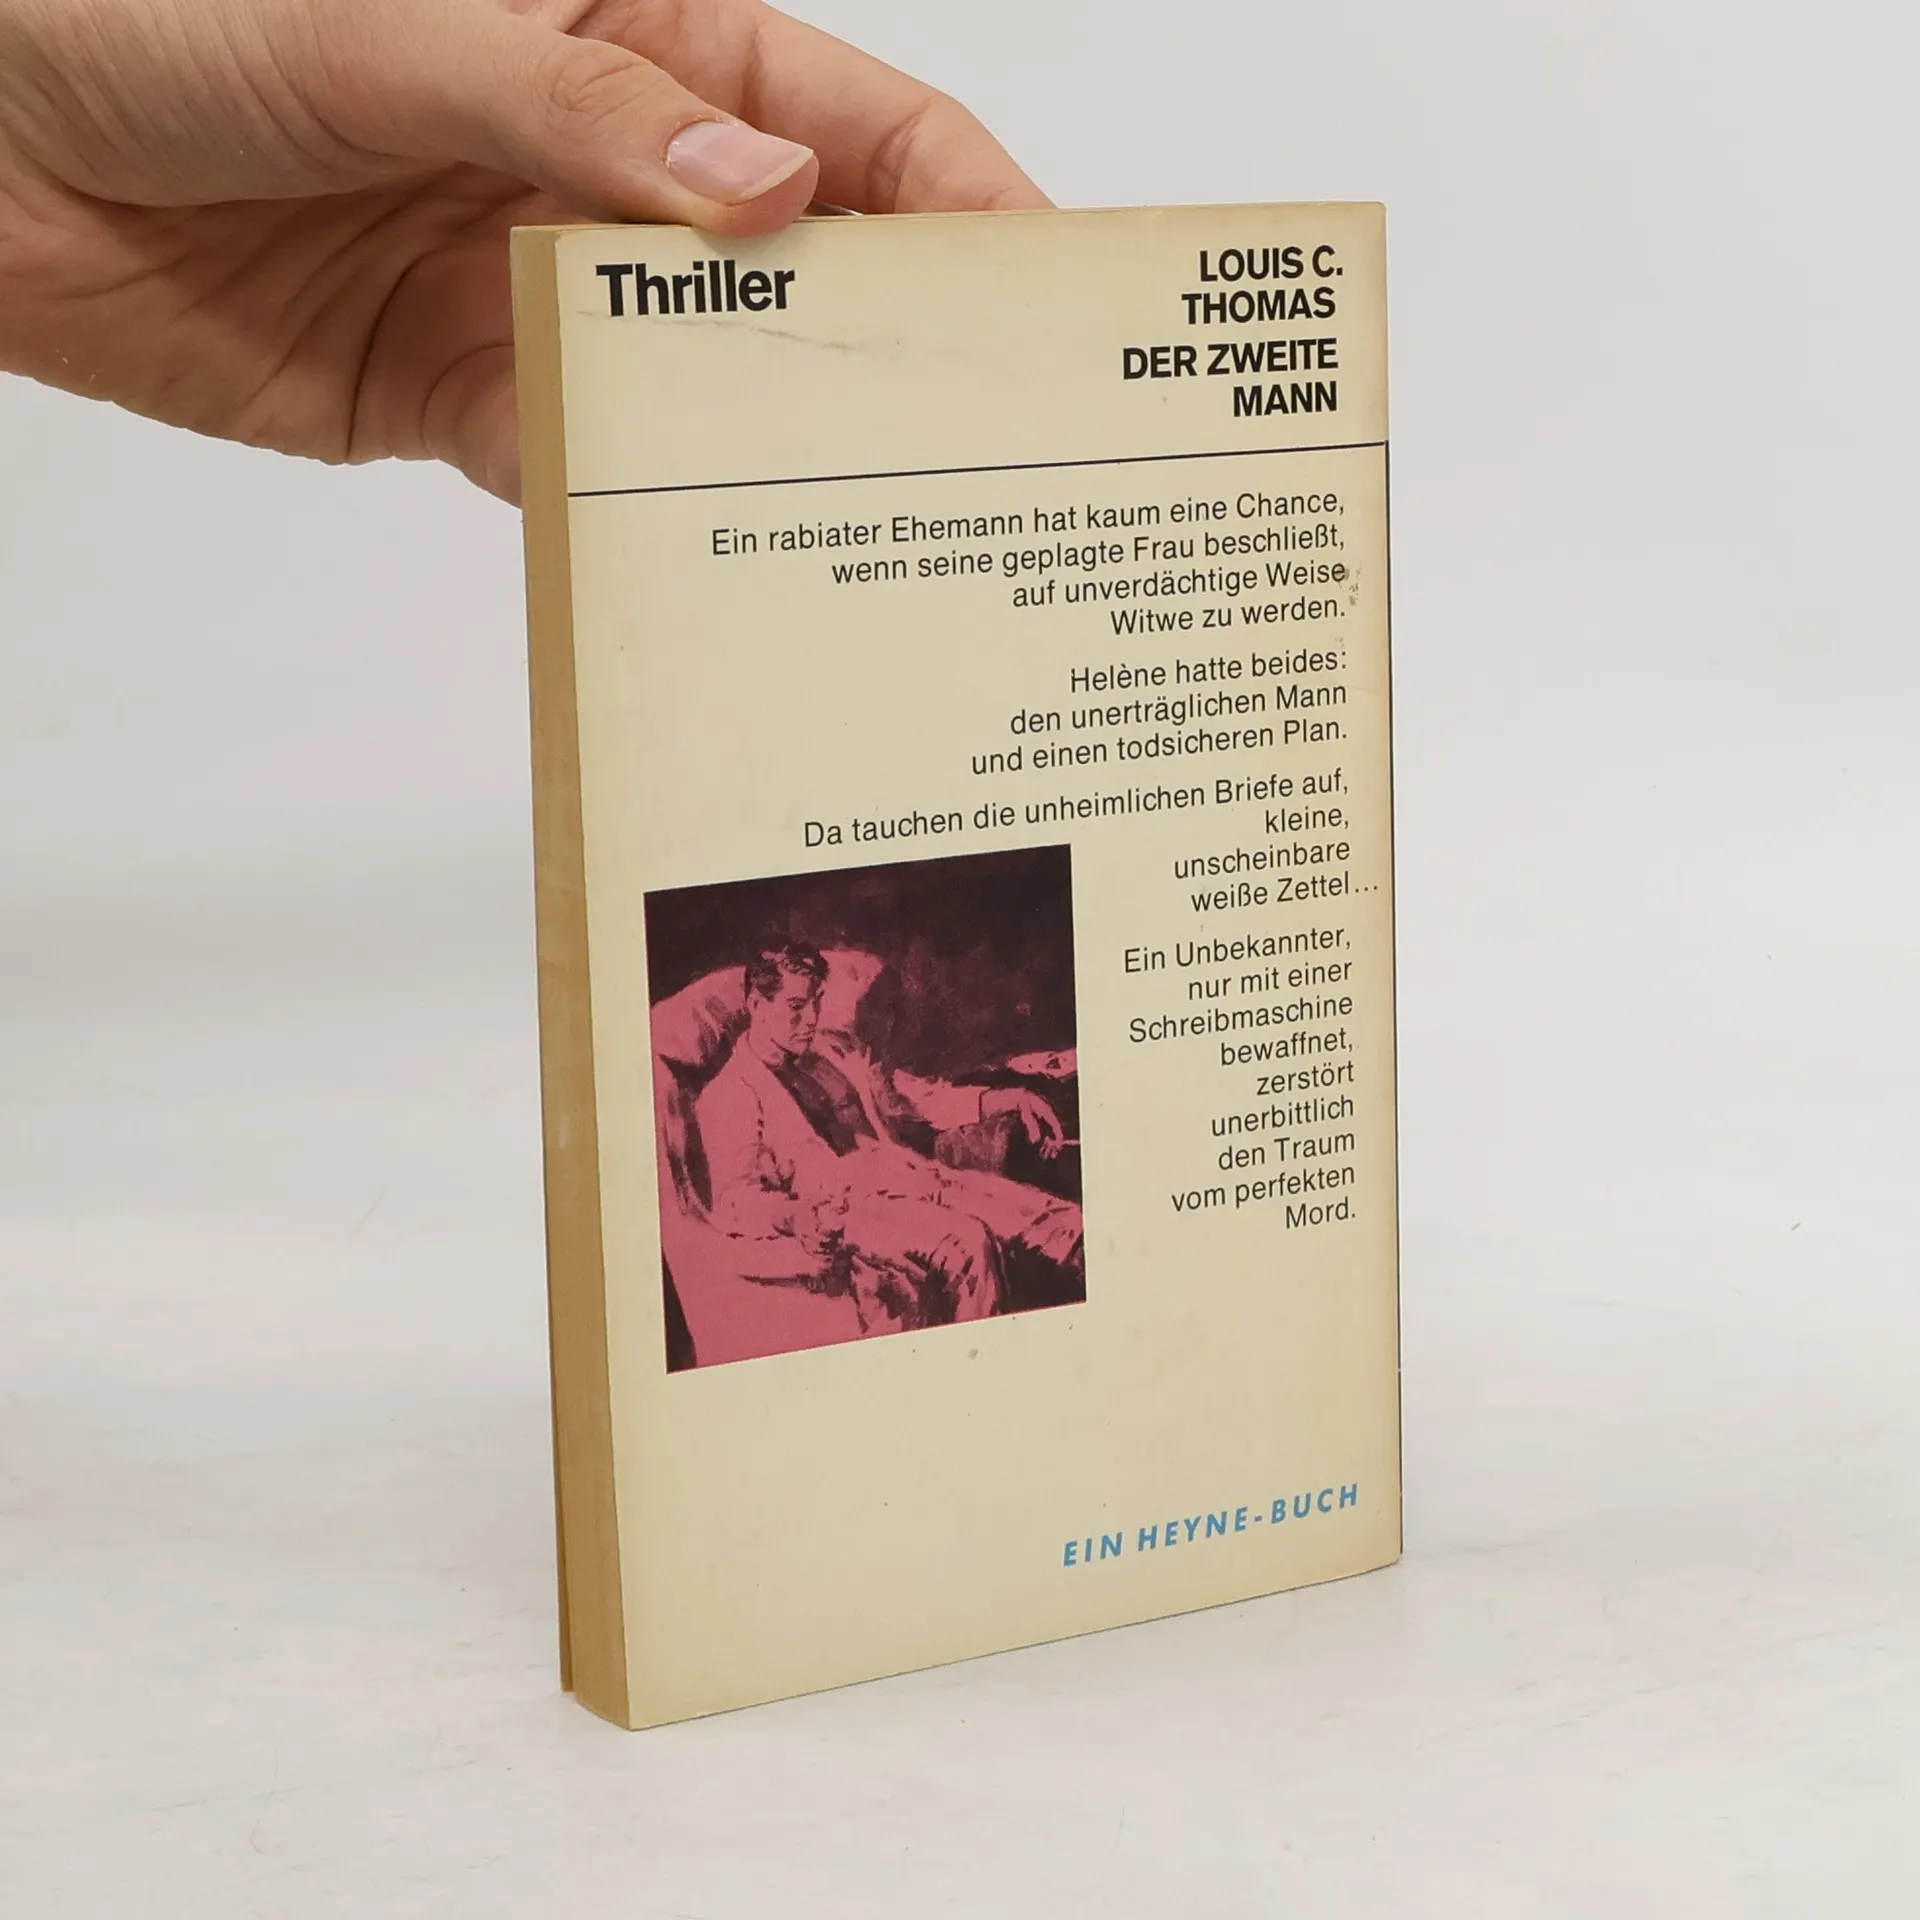 Thriller
LOUIS C.
THOMAS
DER ZWEITE
MANN
Ein rabiater Ehemann hat kaum eine Chance,
wenn seine geplagte Frau beschließt,
auf unverdächtige Weise
Witwe zu werden.
Helène hatte beides:
den unerträglichen Mann
und einen todsicheren Plan.
Da tauchen die unheimlichen Briefe auf,
kleine,
unscheinbare
weiße Zettel...
Ein Unbekannter,
nur mit einer
Schreibmaschine
bewaffnet,
zerstört
unerbittlich
den Traum
vom perfekten
Mord.
EIN HEYNE-BUCH